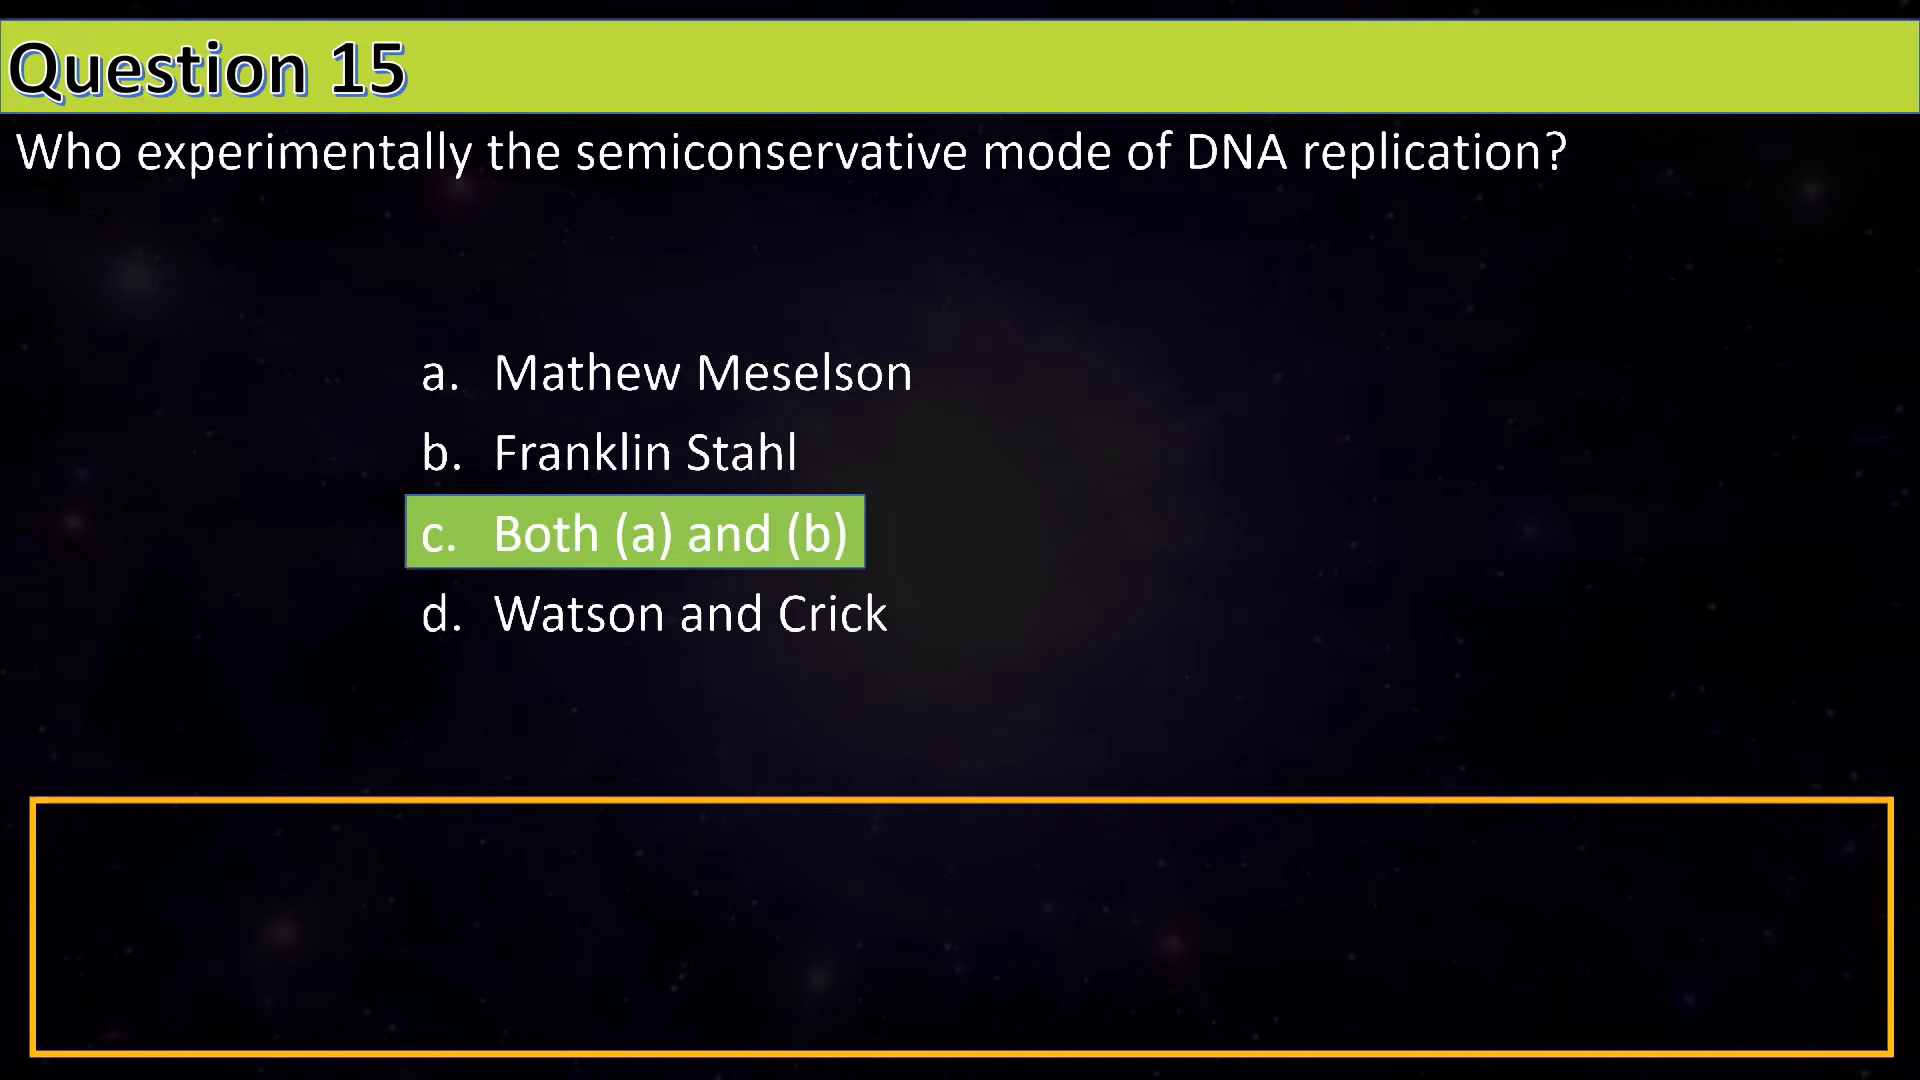 Question 15
Who experimentally the semiconservative mode of DNA replication?
a. Mathew Meselson
b. Franklin Stahl
c. Both (a) and (b)
d. Watson and Crick